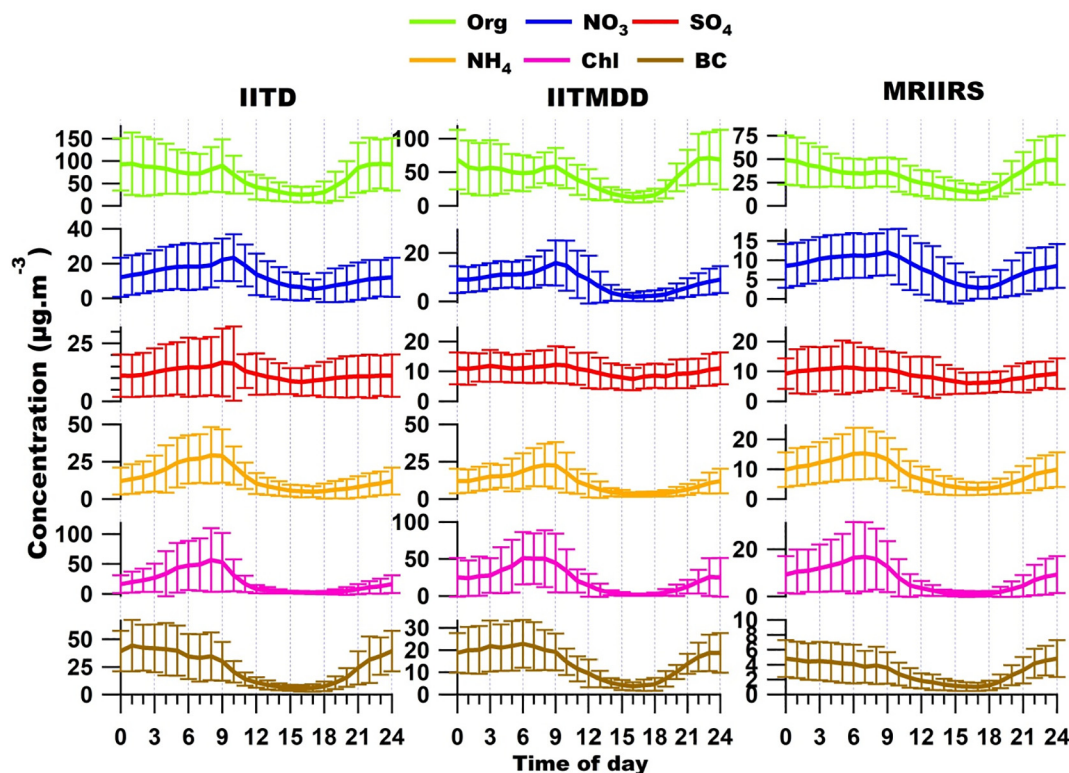 Org NO3 SO4
NH4 Chl BC
IITD IITMDD MRIIRS
Concentration (µg.m-3)
150 100 50 0
100 50 0
75 50 25 0
40 20 0
20 0
15 10 5 0
25 0
20 10 0
20 10 0
50 25 0
50 25 0
20 10 0
100 50 0
100 50 0
20 0
50 25 0
30 20 10 0
10 8 6 4 2 0
0 3 6 9 12 15 18 21 24 0 3 6 9 12 15 18 21 24 0 3 6 9 12 15 18 21 24
Time of day